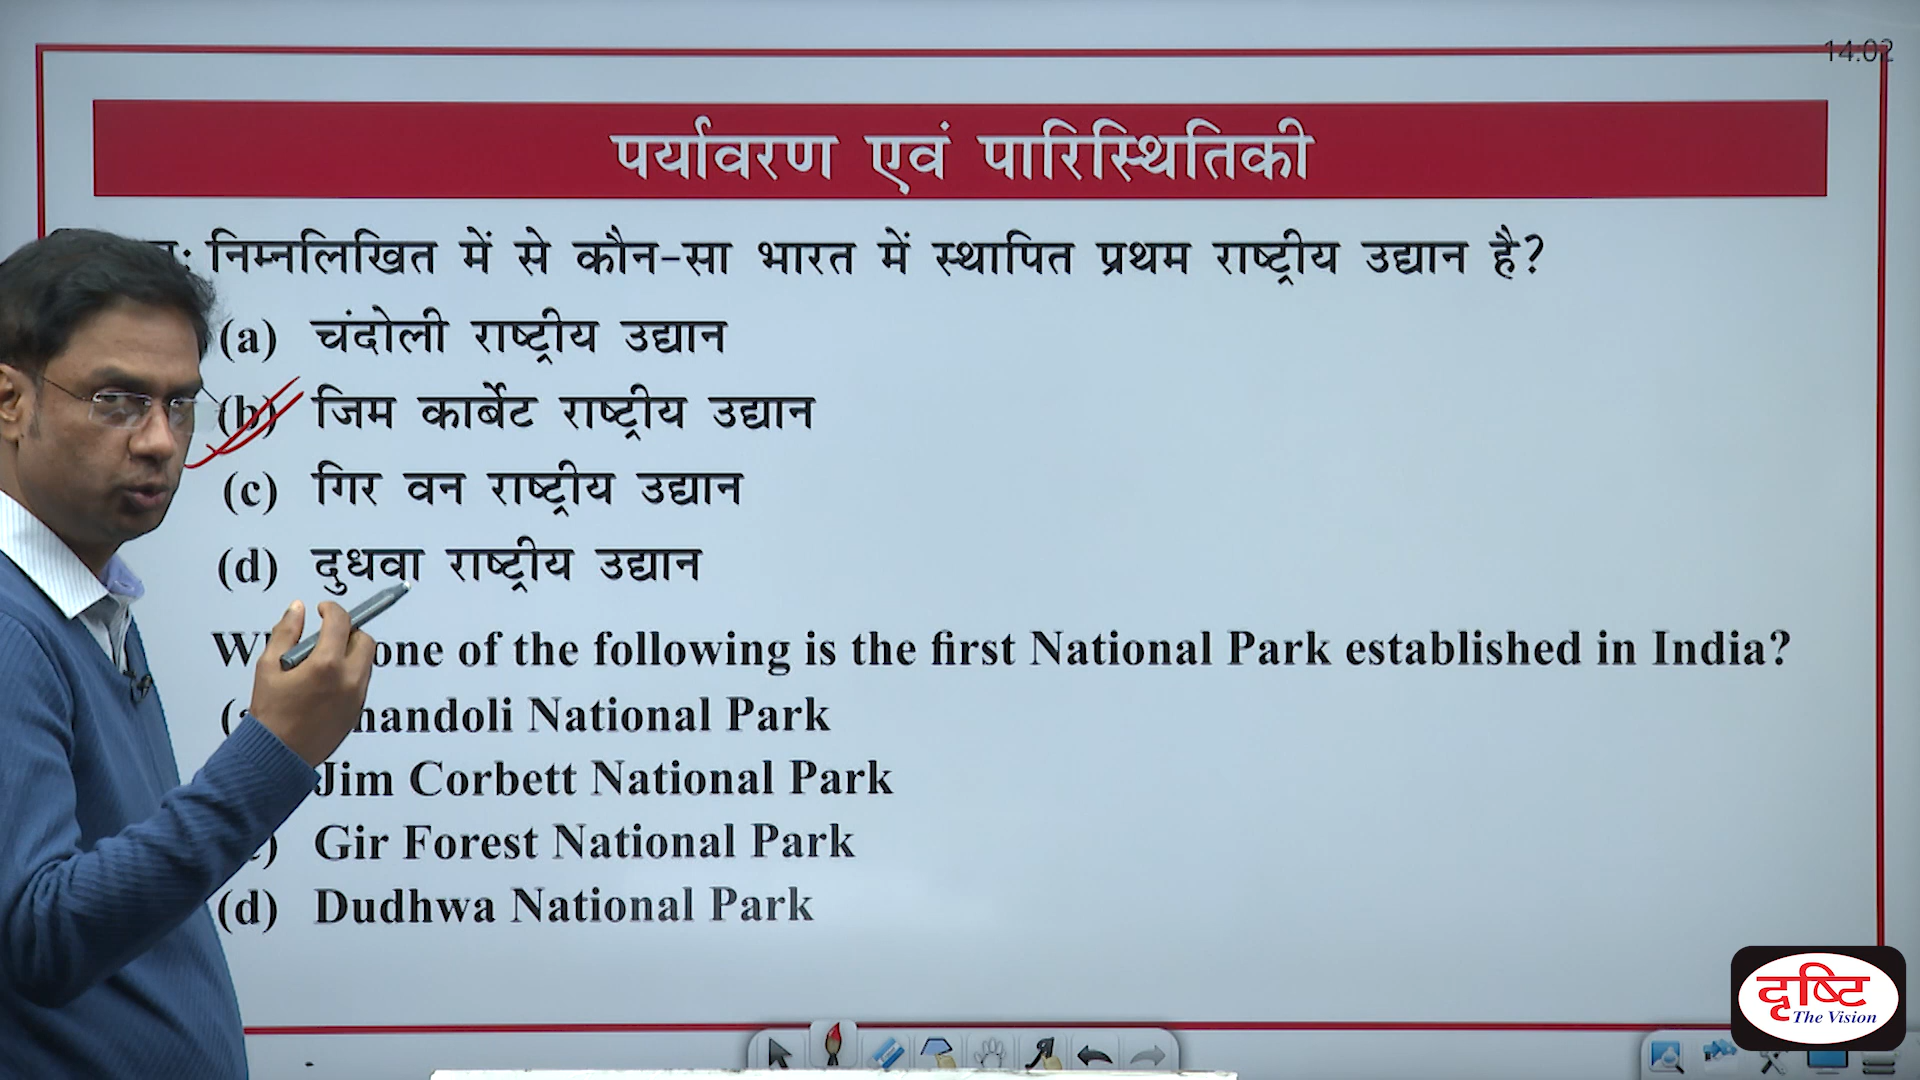 14:02
पर्यावरण एवं पारिस्थितिकी
निम्नलिखित में से कौन-सा भारत में स्थापित प्रथम राष्ट्रीय उद्यान है?
(a) चंदोली राष्ट्रीय उद्यान
(b) जिम कार्बेट राष्ट्रीय उद्यान
(c) गिर वन राष्ट्रीय उद्यान
(d) दुधवा राष्ट्रीय उद्यान
one of the following is the first National Park established in India?
National Park
Jim Corbett National Park
Gir Forest National Park
(d) Dudhwa National Park
दृष्टि
The Vision